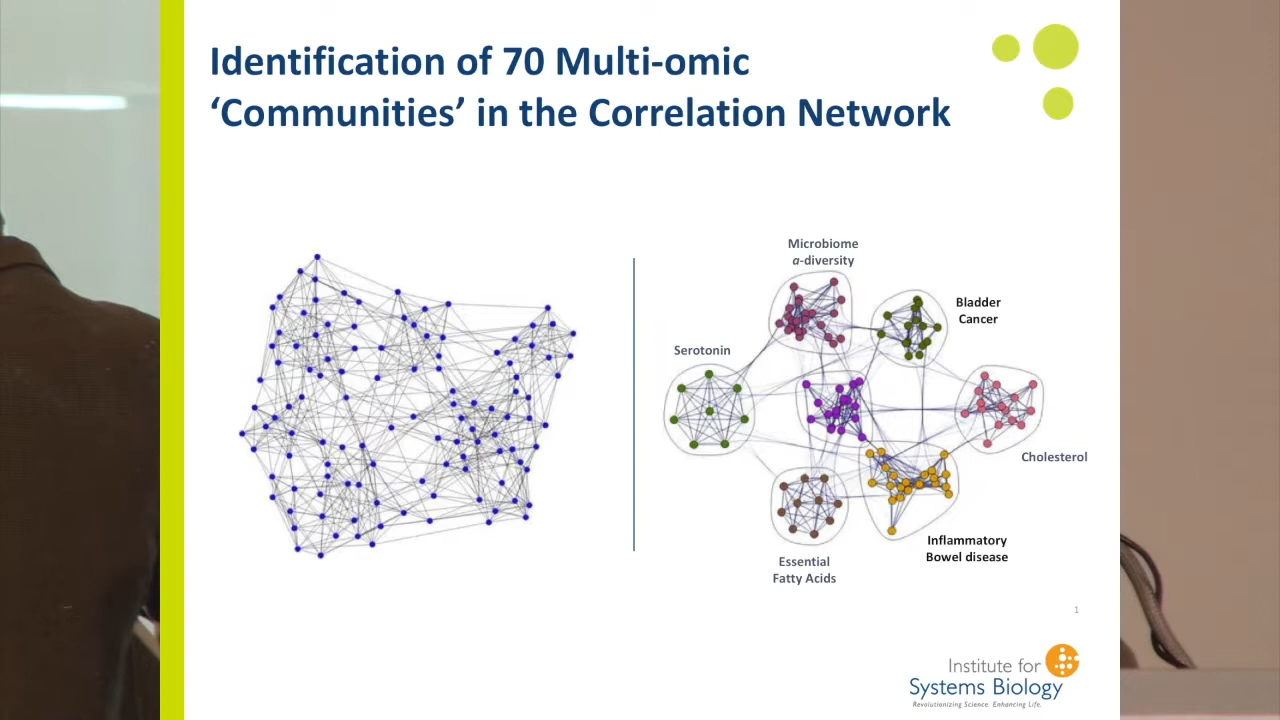 Identification of 70 Multi-omic
‘Communities’ in the Correlation Network
Microbiome
α-diversity
Bladder
Cancer
Serotonin
Cholesterol
Inflammatory
Bowel disease
Essential
Fatty Acids
1
Institute for
Systems Biology
Revolutionizing Science. Enhancing Life.